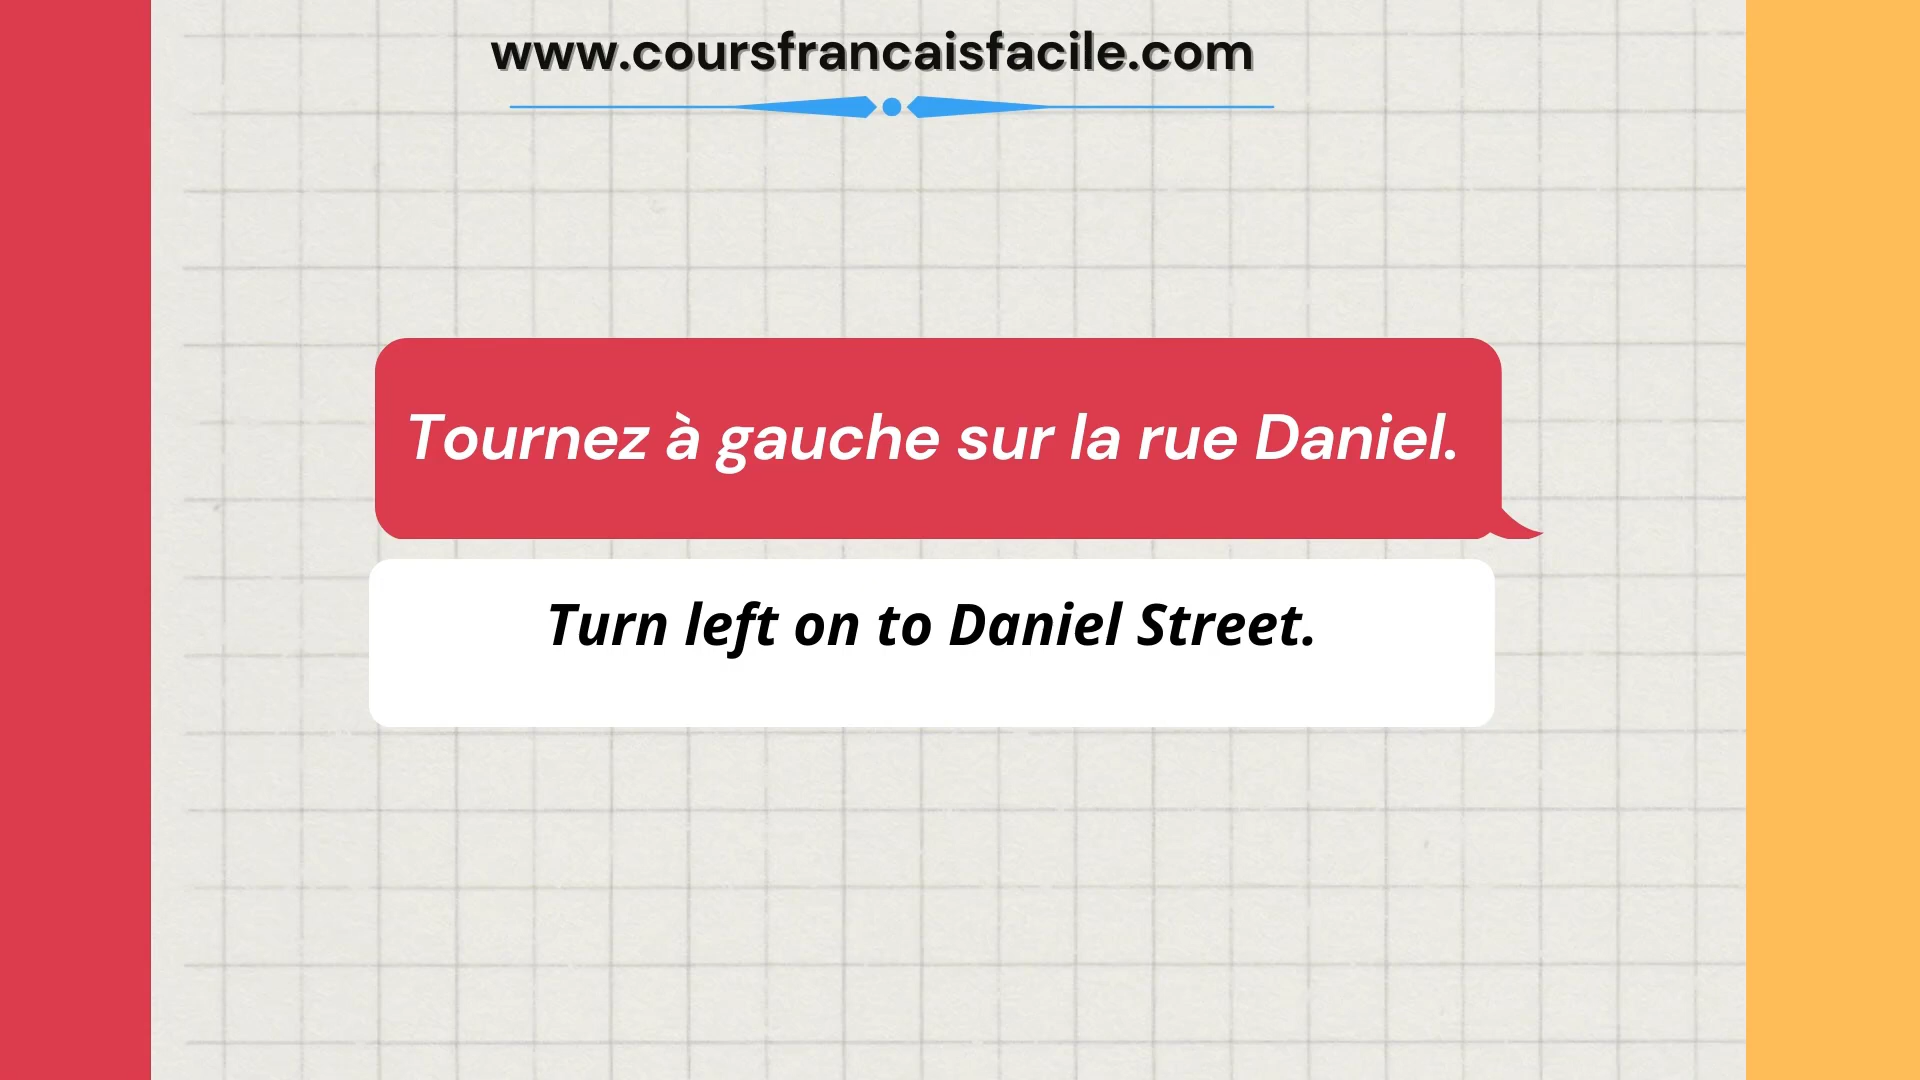 www.coursfrancaisfacile.com
Tournez à gauche sur la rue Daniel.
Turn left on to Daniel Street.